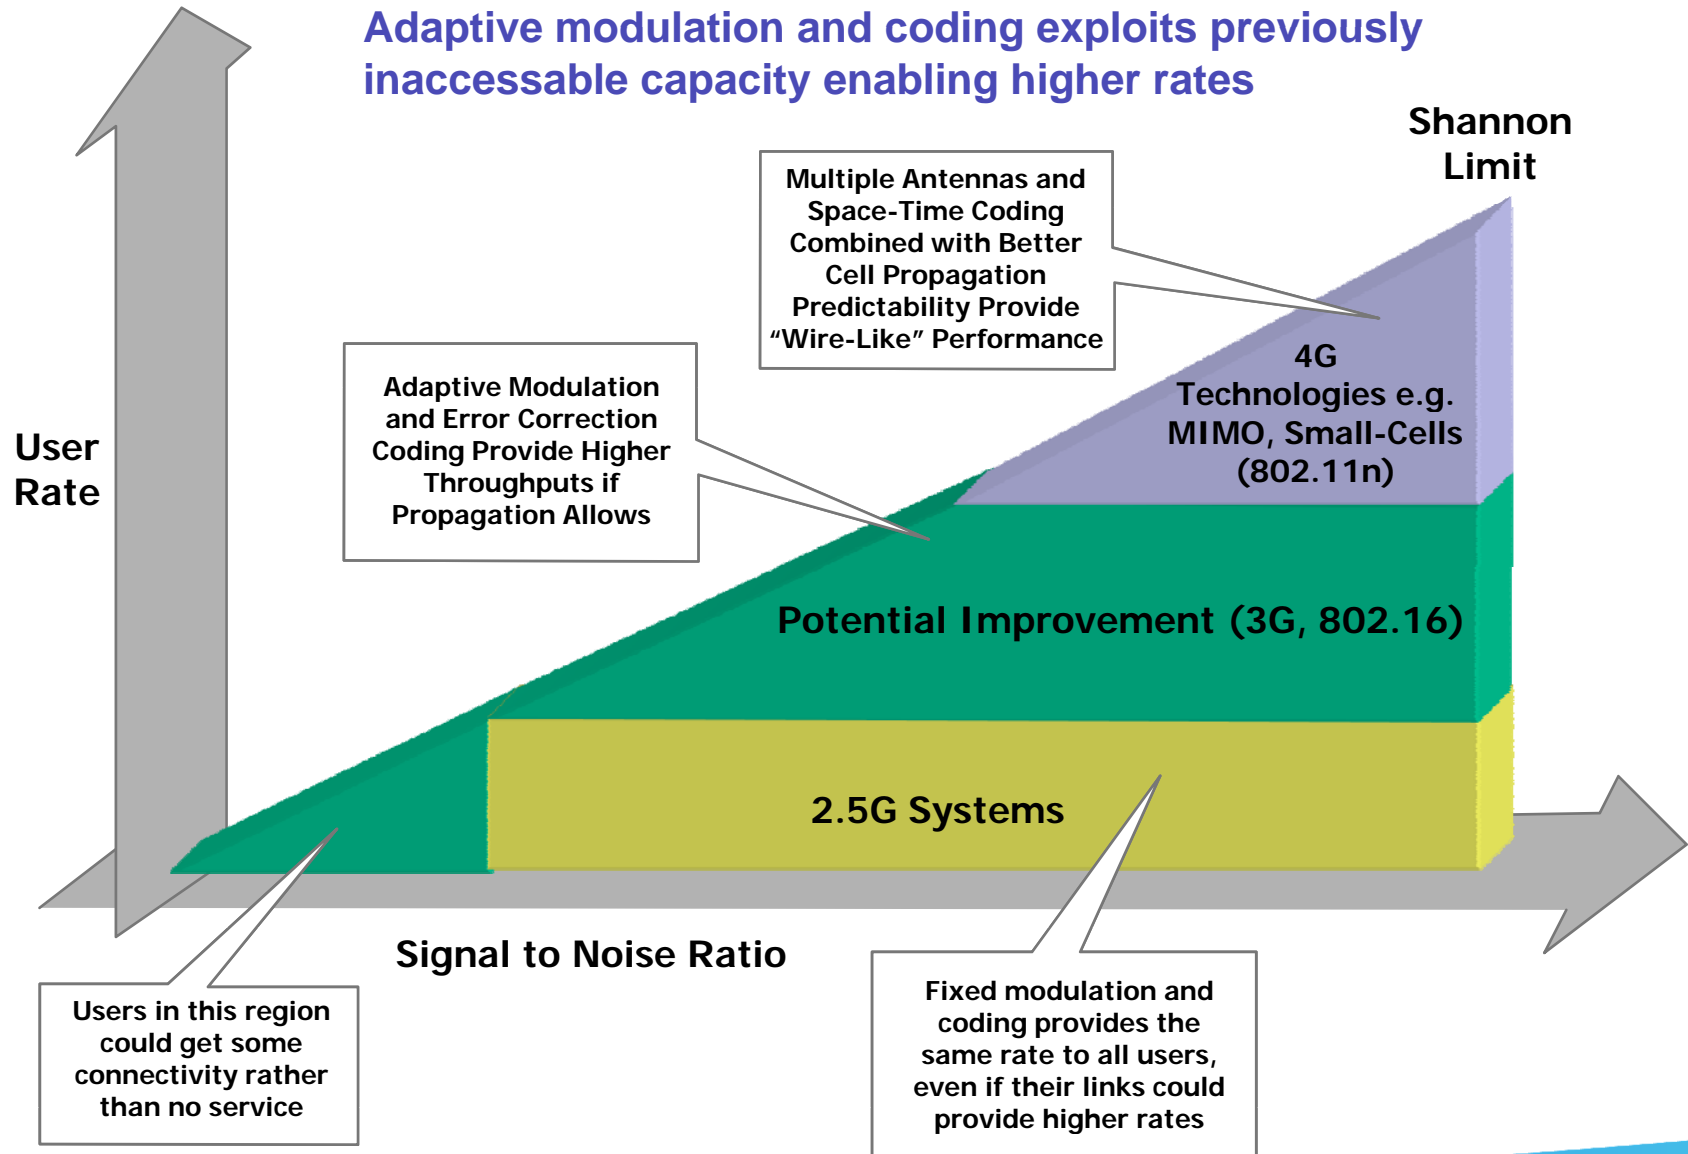 Adaptive modulation and coding exploits previously
inaccessable capacity enabling higher rates
Shannon
Limit
Multiple Antennas and
Space-Time Coding
Combined with Better
Cell Propagation
Predictability Provide
“Wire-Like” Performance
4G
Technologies e.g.
MIMO, Small-Cells
(802.11n)
Adaptive Modulation
and Error Correction
Coding Provide Higher
Throughputs if
Propagation Allows
User
Rate
Potential Improvement (3G, 802.16)
2.5G Systems
Signal to Noise Ratio
Users in this region
could get some
connectivity rather
than no service
Fixed modulation and
coding provides the
same rate to all users,
even if their links could
provide higher rates